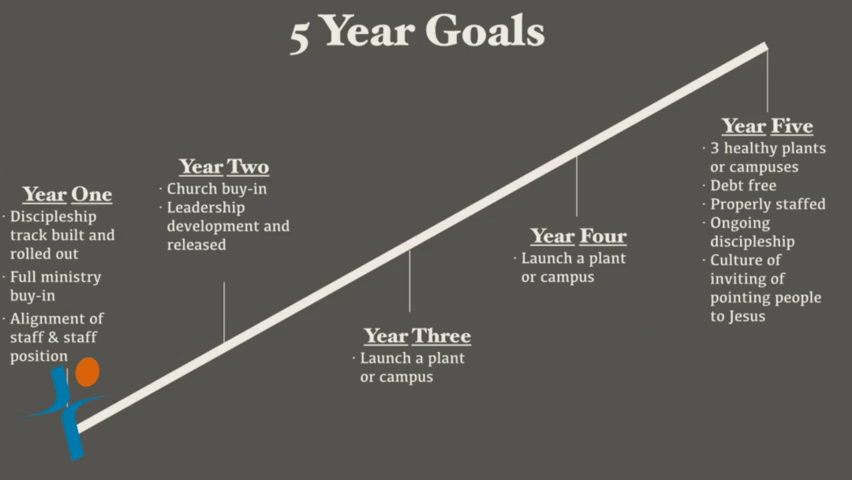 5 Year Goals
Year One
· Discipleship
track built and
rolled out
· Full ministry
buy-in
· Alignment of
staff & staff
position
Year Two
· Church buy-in
· Leadership
development and
released
Year Three
· Launch a plant
or campus
Year Four
· Launch a plant
or campus
Year Five
· 3 healthy plants
or campuses
· Debt free
· Properly staffed
· Ongoing
discipleship
· Culture of
inviting of
pointing people
to Jesus